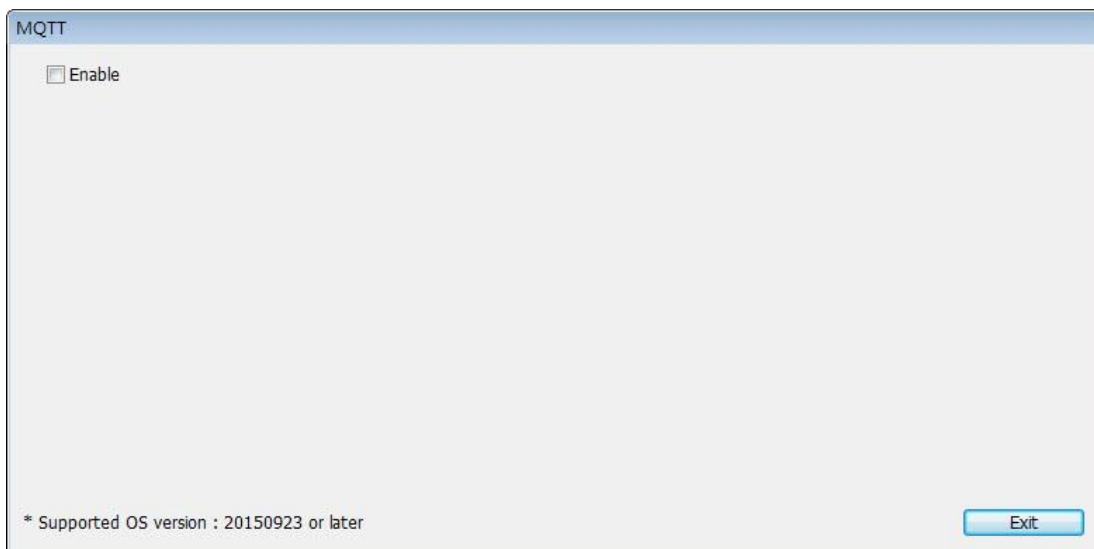 MQTT
Enable
* Supported OS version : 20150923 or later
Exit